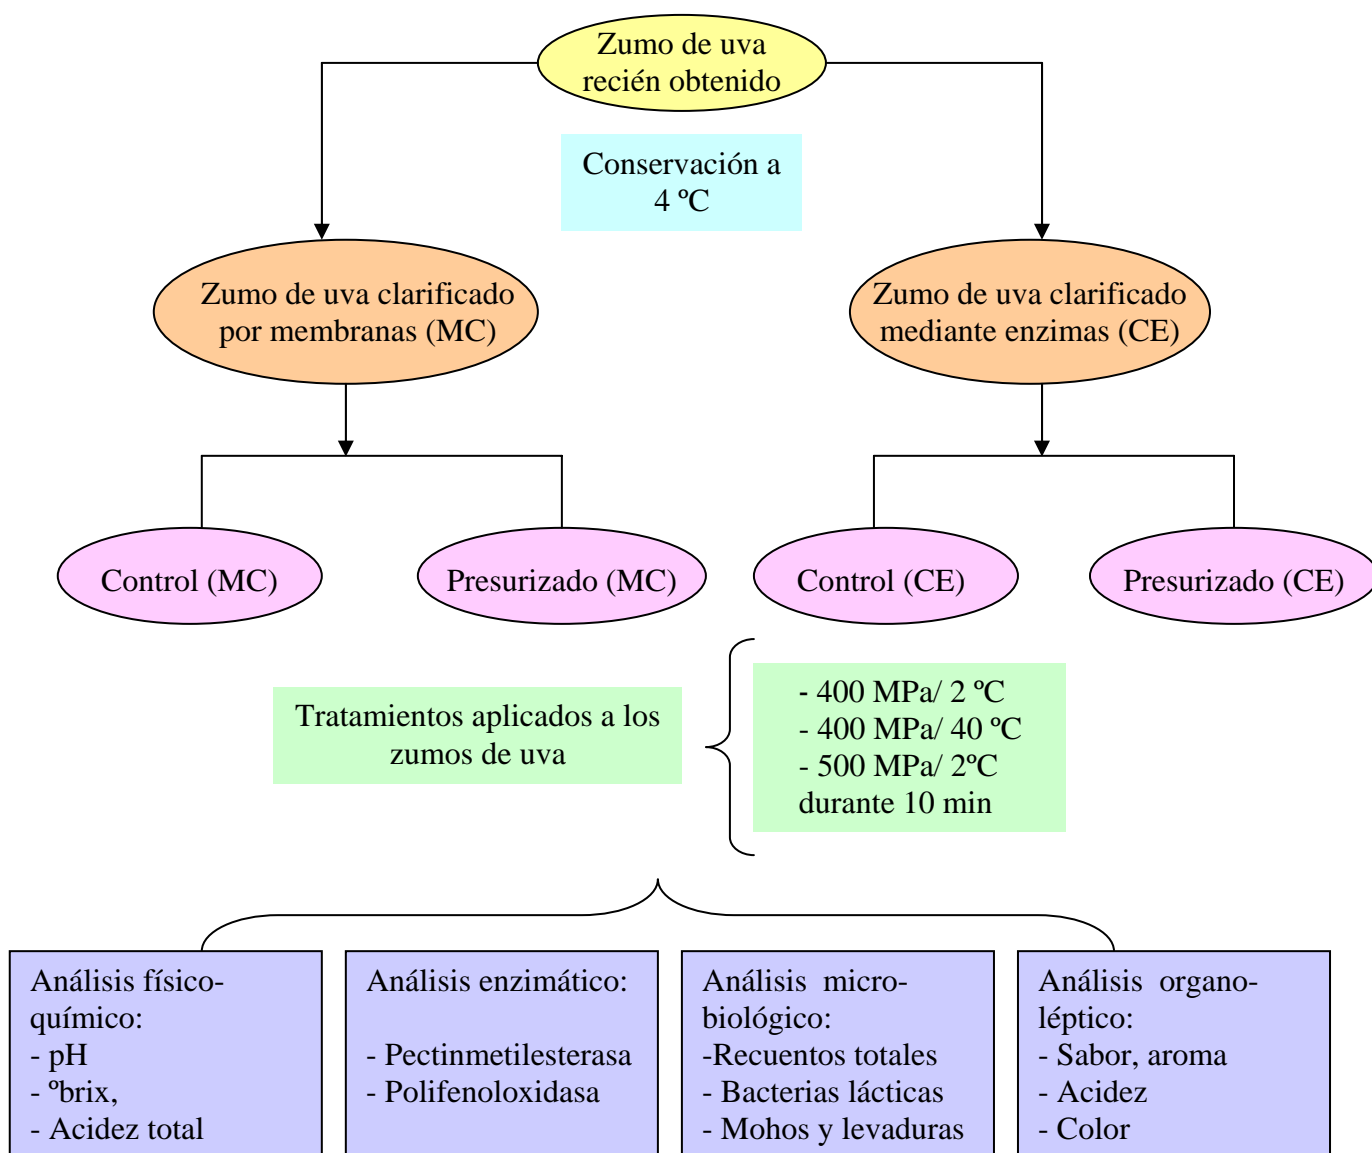 Zumo de uva
recién obtenido
Conservación a
4 ºC
Zumo de uva clarificado
por membranas (MC)
Zumo de uva clarificado
mediante enzimas (CE)
Control (MC)
Presurizado (MC)
Control (CE)
Presurizado (CE)
Tratamientos aplicados a los
zumos de uva
- 400 MPa/ 2 ºC
- 400 MPa/ 40 ºC
- 500 MPa/ 2ºC
durante 10 min
Análisis físico-
químico:
- pH
- ºbrix,
- Acidez total
Análisis enzimático:
- Pectinmetilesterasa
- Polifenoloxidasa
Análisis micro-
biológico:
-Recuentos totales
- Bacterias lácticas
- Mohos y levaduras
Análisis organo-
léptico:
- Sabor, aroma
- Acidez
- Color